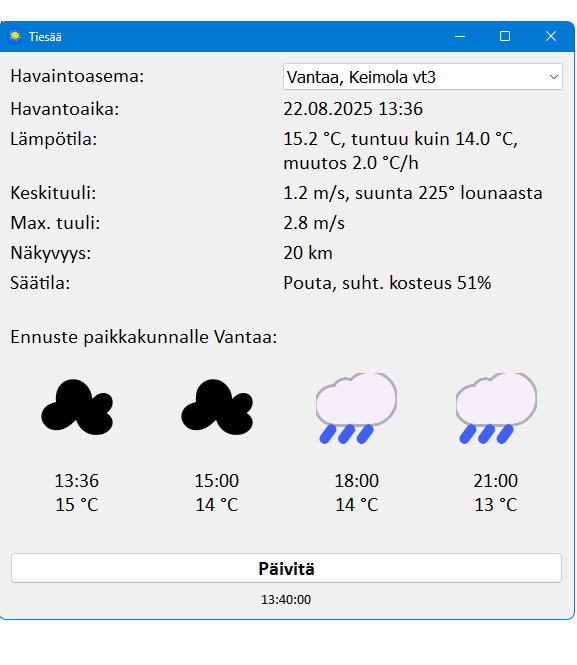 Tiesää
Havaintoasema: Vantaa, Keimola vt3
Havantoaika: 22.08.2025 13:36
Lämpötila: 15.2 °C, tuntuu kuin 14.0 °C,
muutos 2.0 °C/h
Keskituuli: 1.2 m/s, suunta 225° lounaasta
Max. tuuli: 2.8 m/s
Näkyvyys: 20 km
Säätila: Pouta, suht. kosteus 51%
Ennuste paikkakunnalle Vantaa:
13:36 15:00 18:00 21:00
15 °C 14 °C 14 °C 13 °C
Päivitä
13:40:00